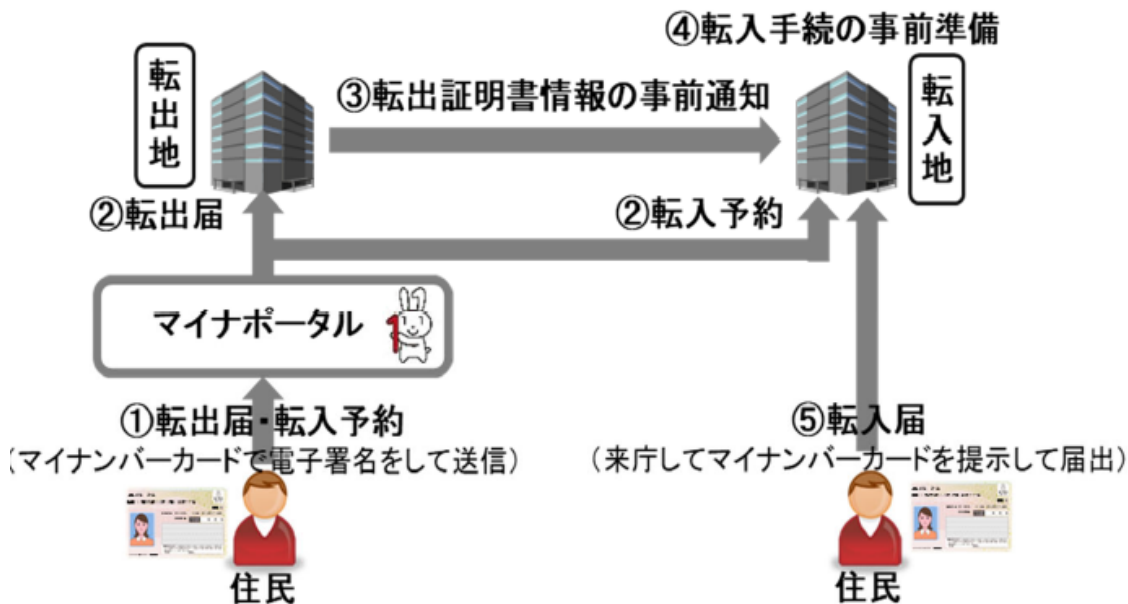 ④転入手続の事前準備
転出地
③転出証明書情報の事前通知
転入地
②転出届
②転入予約
マイナポータル
1
①転出届・転入予約
(マイナンバーカードで電子署名をして送信)
⑤転入届
(来庁してマイナンバーカードを提示して届出)
住民
住民